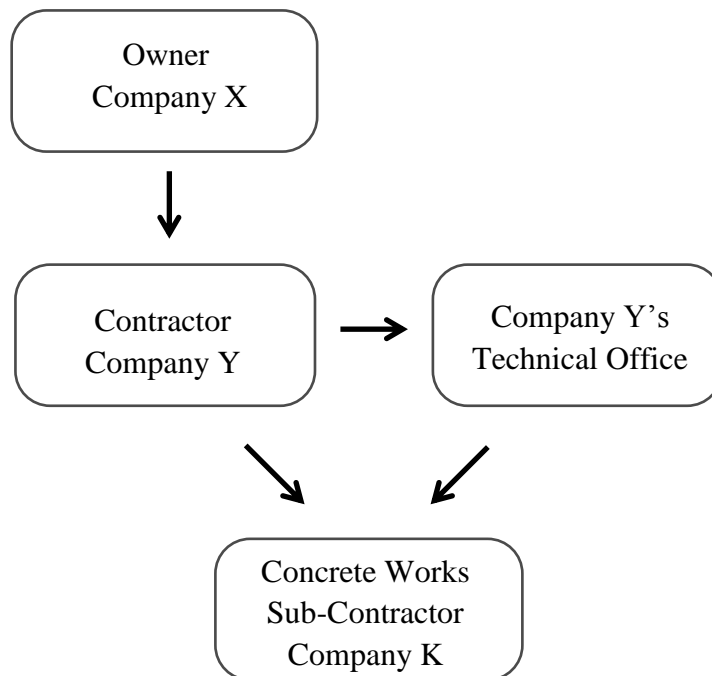 Owner
Company X
Contractor
Company Y
Company Y’s
Technical Office
Concrete Works
Sub-Contractor
Company K